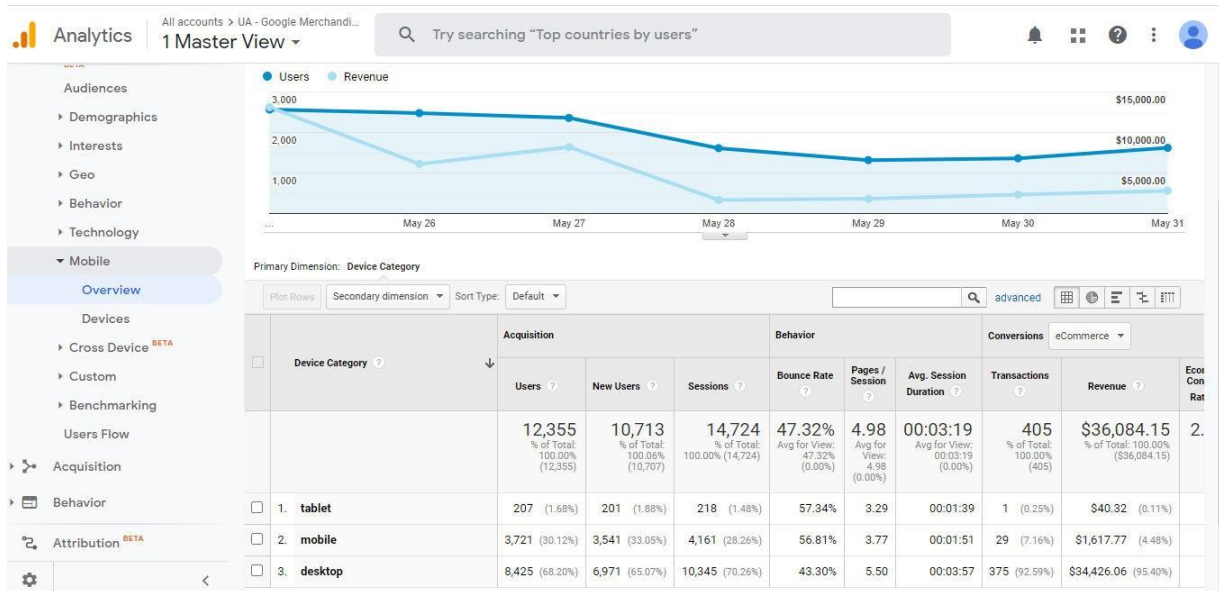 All accounts > UA - Google Merchandi...
Analytics
1 Master View
Try searching “Top countries by users”
BETA
Audiences
Demographics
Interests
Geo
Behavior
Technology
Mobile
Overview
Devices
Cross Device BETA
Custom
Benchmarking
Users Flow
Acquisition
Behavior
Attribution BETA
Users Revenue
3,000 $15,000.00
2,000 $10,000.00
1,000 $5,000.00
... May 26 May 27 May 28 May 29 May 30 May 31
Primary Dimension: Device Category
Plot Rows Secondary dimension Sort Type: Default advanced
Acquisition Behavior Conversions eCommerce
Device Category ? Users ? New Users ? Sessions ? Bounce Rate ? Pages / Session ? Avg. Session Duration ? Transactions ? Revenue ? Ecor Con Rat
12,355 10,713 14,724 47.32% 4.98 00:03:19 405 $36,084.15 2.
% of Total: 100.00% (12,355) % of Total: 100.06% (10,707) % of Total: 100.00% (14,724) Avg for View: 47.32% (0.00%) Avg for View: 4.98 (0.00%) Avg for View: 00:03:19 (0.00%) % of Total: 100.00% (405) % of Total: 100.00% ($36,084.15)
1. tablet 207 (1.68%) 201 (1.88%) 218 (1.48%) 57.34% 3.29 00:01:39 1 (0.25%) $40.32 (0.11%)
2. mobile 3,721 (30.12%) 3,541 (33.05%) 4,161 (28.26%) 56.81% 3.77 00:01:51 29 (7.16%) $1,617.77 (4.48%)
3. desktop 8,425 (68.20%) 6,971 (65.07%) 10,345 (70.26%) 43.30% 5.50 00:03:57 375 (92.59%) $34,426.06 (95.40%)